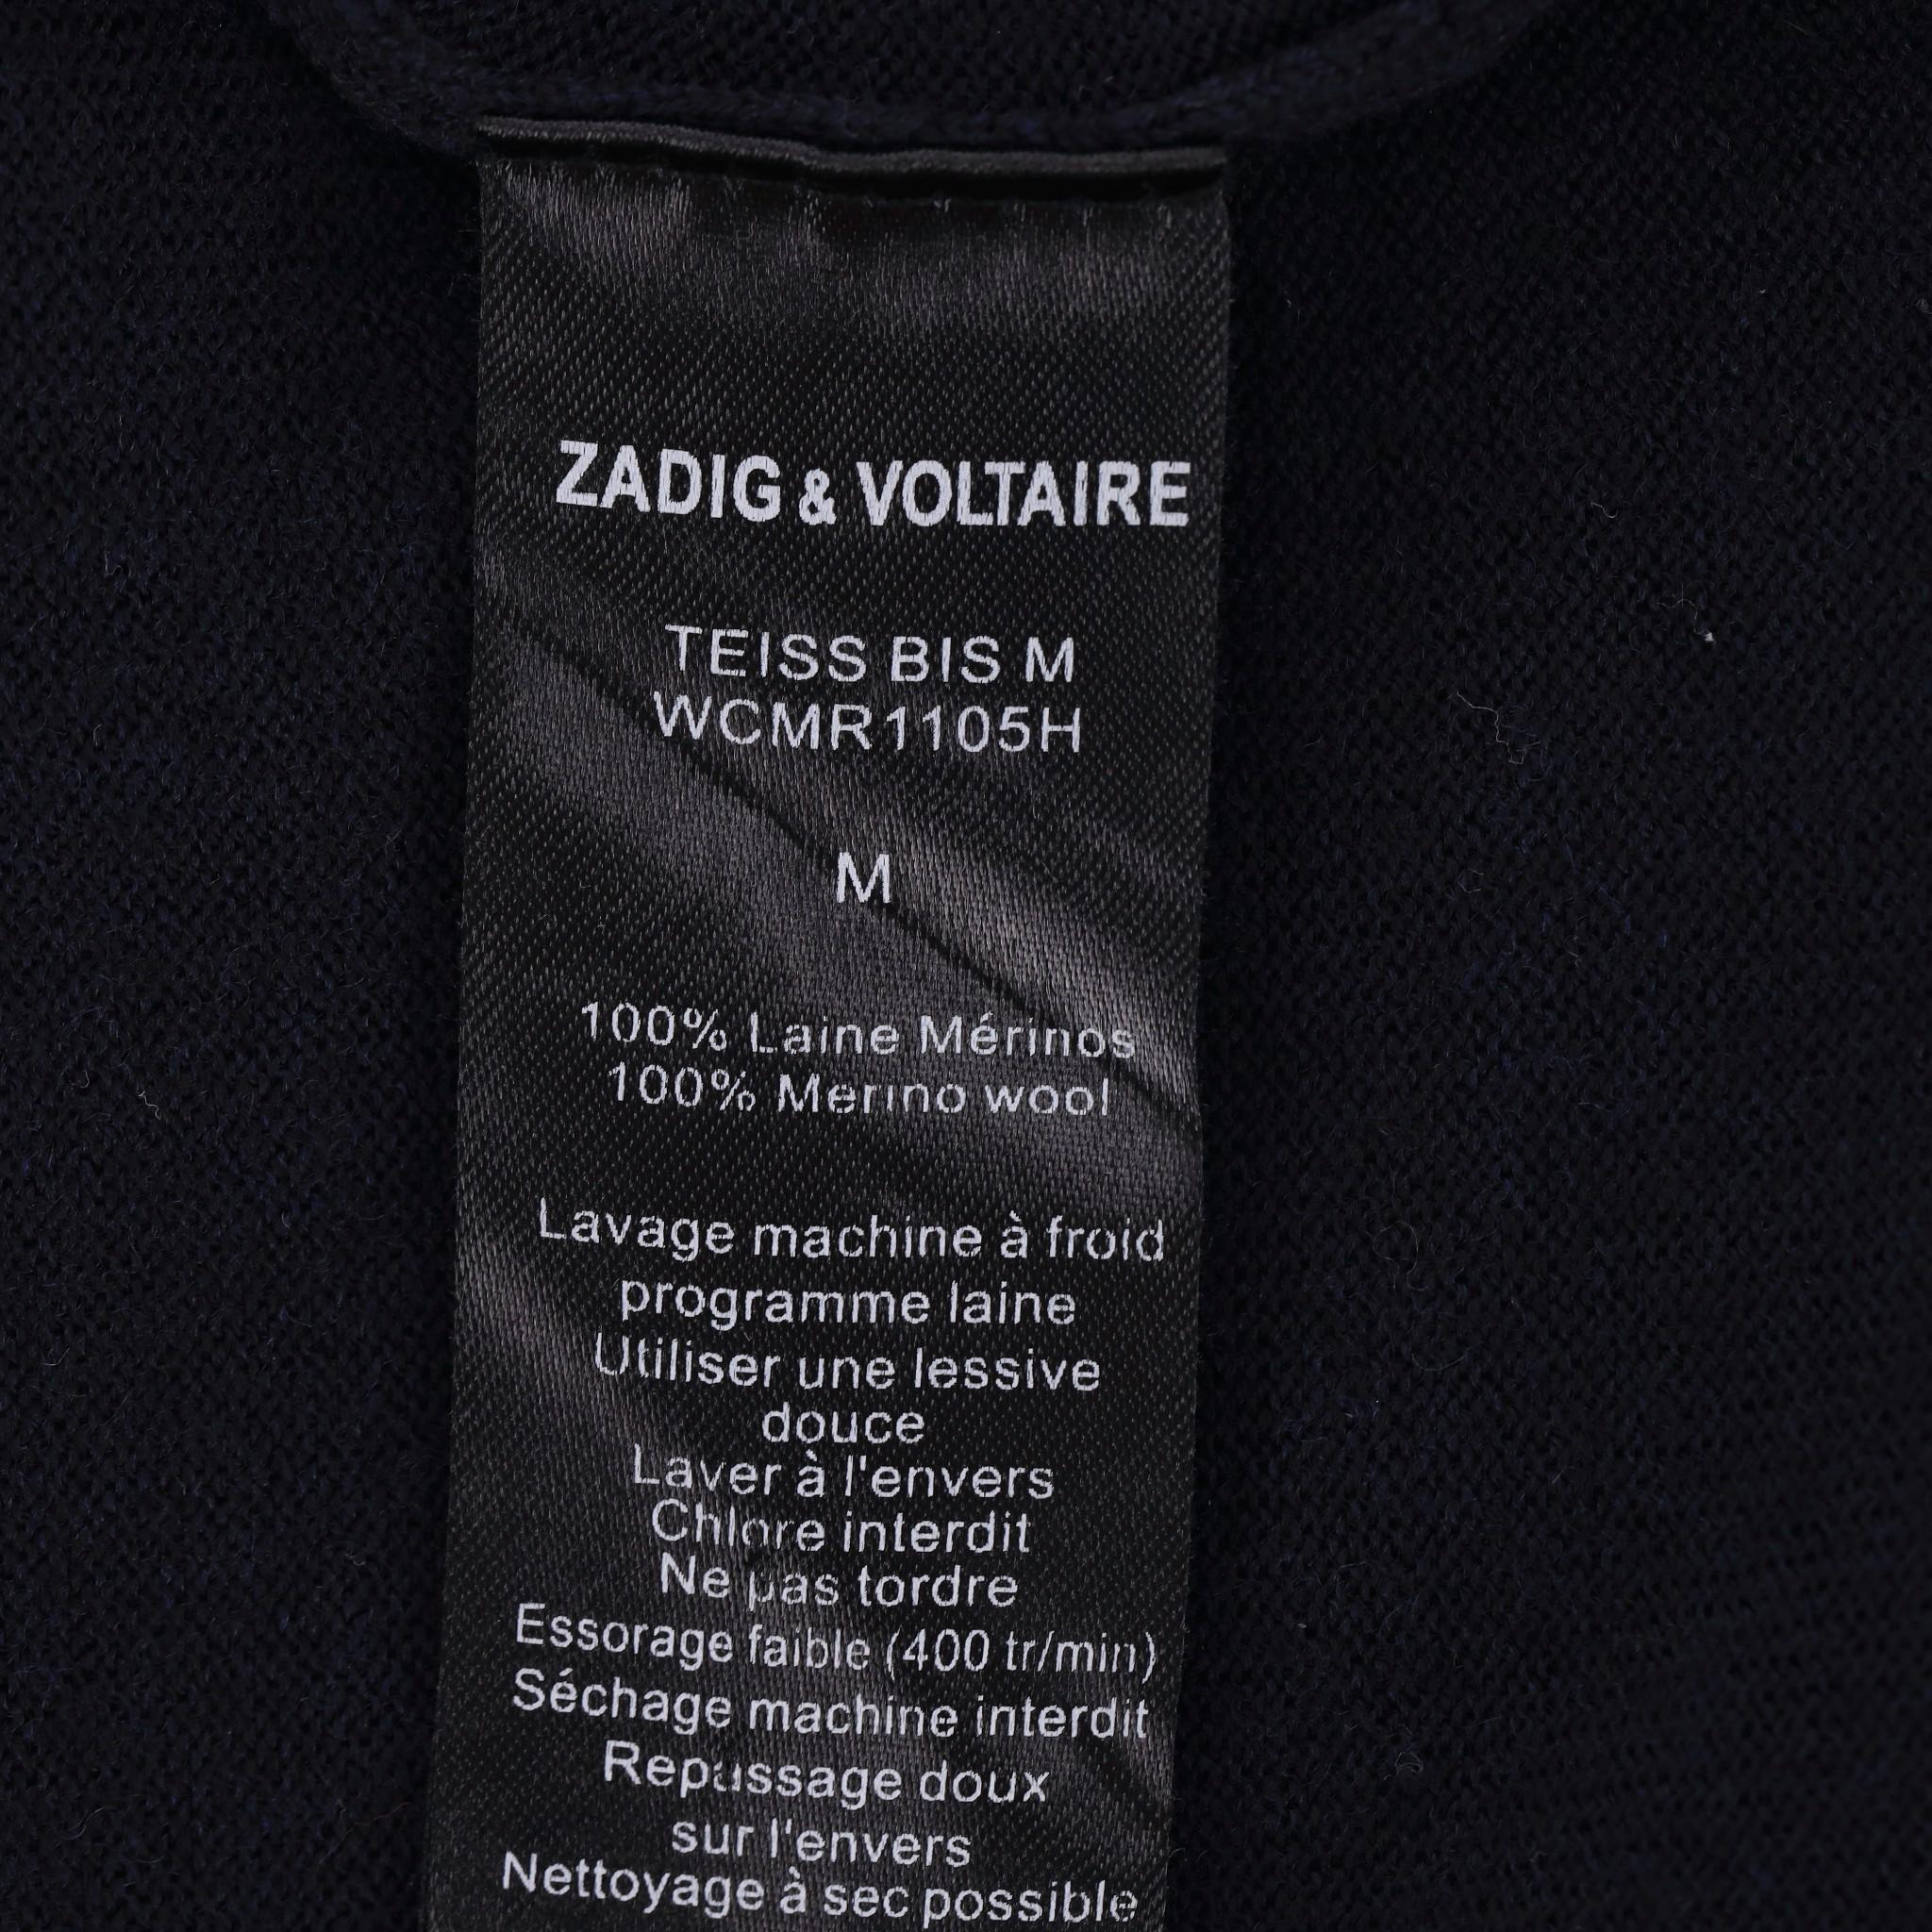 ZADIG & VOLTAIRE
TEISS BIS M
WCMR1105H
M
100% Laine Mérinos
100% Merino wool
Lavage machine à froid
programme laine
Utiliser une lessive
douce
Laver à l'envers
Chlore interdit
Ne pas tordre
Essorage faible (400 tr/min)
Séchage machine interdit
Repassage doux
sur l'envers
Nettoyage à sec possible